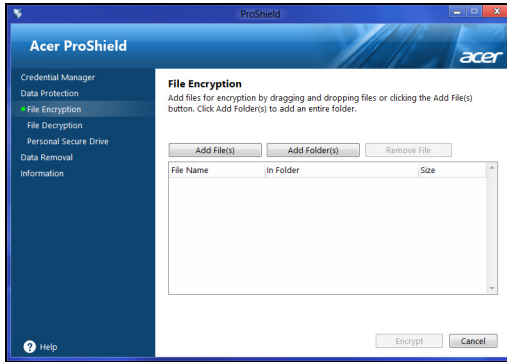 ProShield
Acer ProShield
acer
Credential Manager
Data Protection
File Encryption
File Decryption
Personal Secure Drive
Data Removal
Information
File Encryption
Add files for encryption by dragging and dropping files or clicking the Add File(s)
button. Click Add Folder(s) to add an entire folder.
Add File(s) Add Folder(s) Remove File
File Name In Folder Size
Encrypt Cancel
? Help